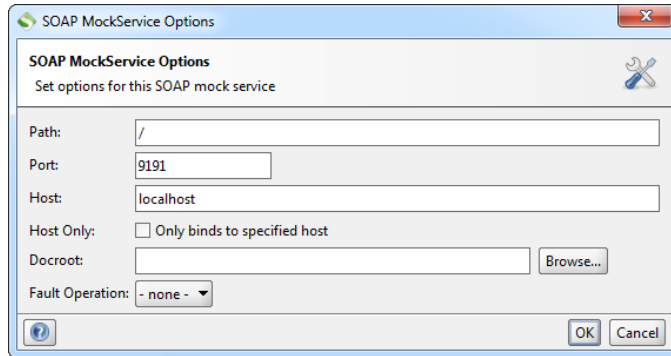 SOAP MockService Options
SOAP MockService Options
Set options for this SOAP mock service
Path: /
Port: 9191
Host: localhost
Host Only: Only binds to specified host
Docroot: Browse...
Fault Operation: - none -
OK Cancel